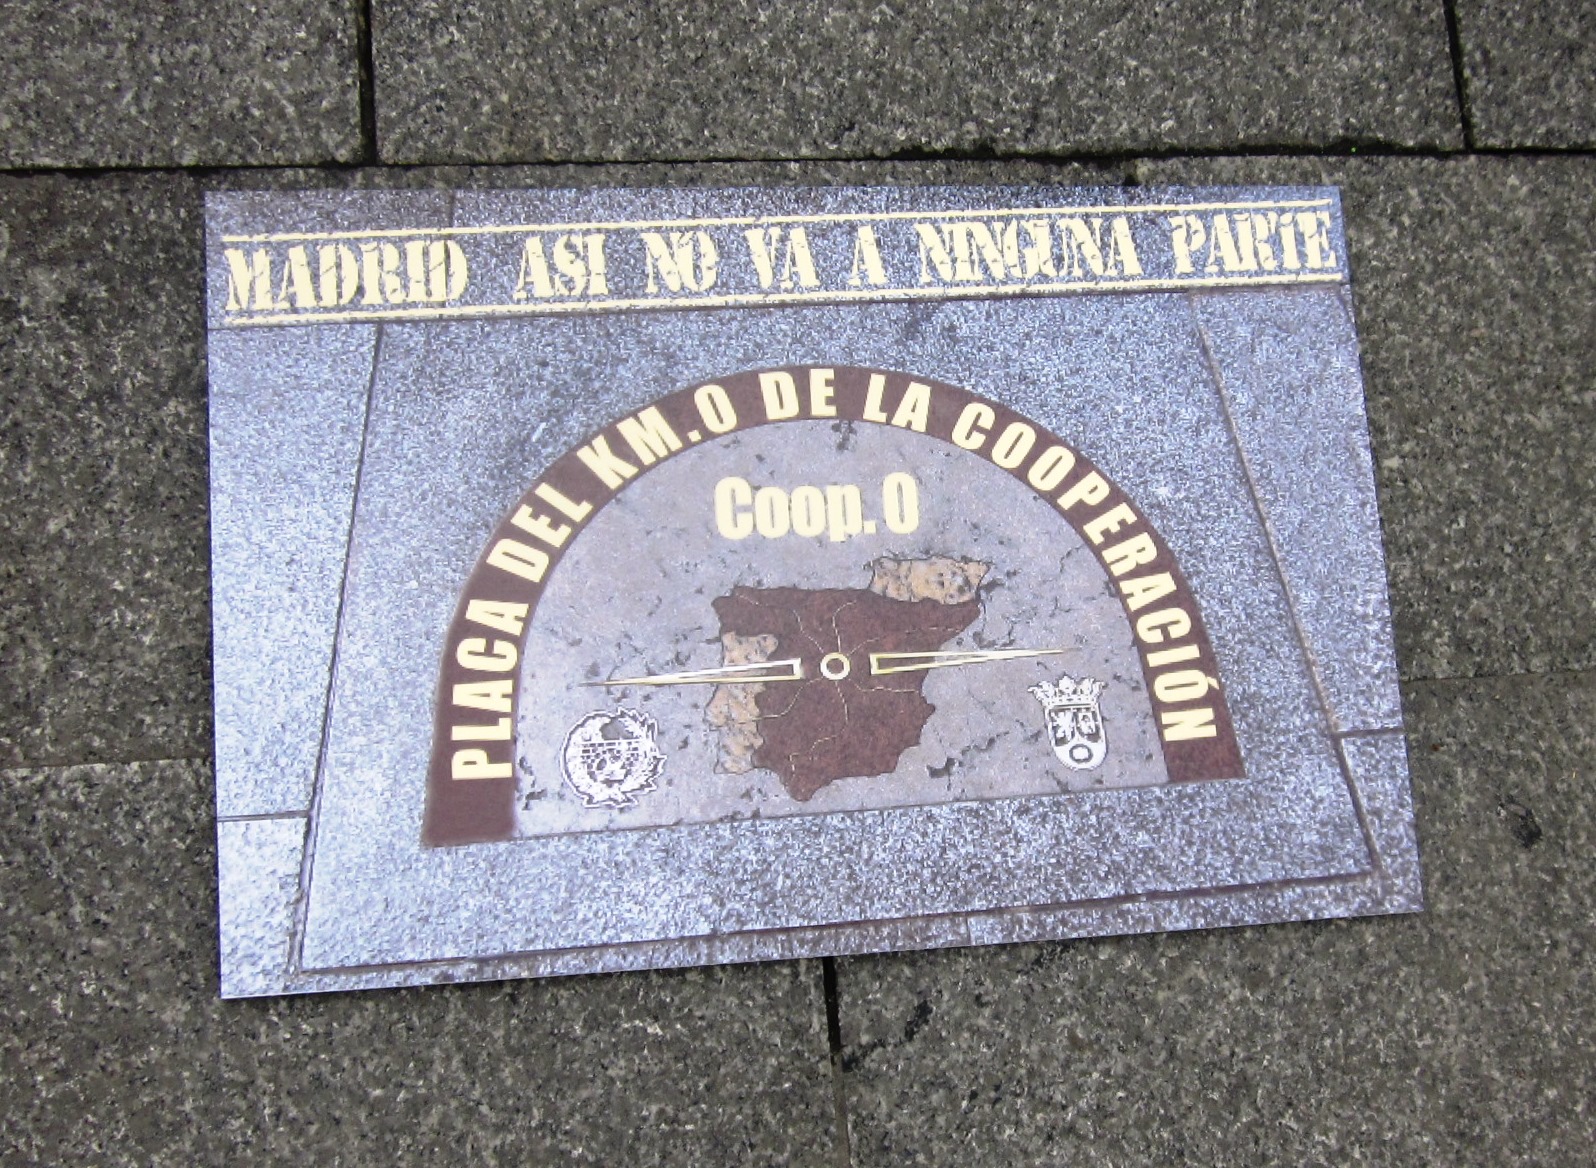 MADRID ASI NO VA A NINGUNA PARTE
PLACA DEL KM.0 DE LA COOPERACIÓN
Coop. 0